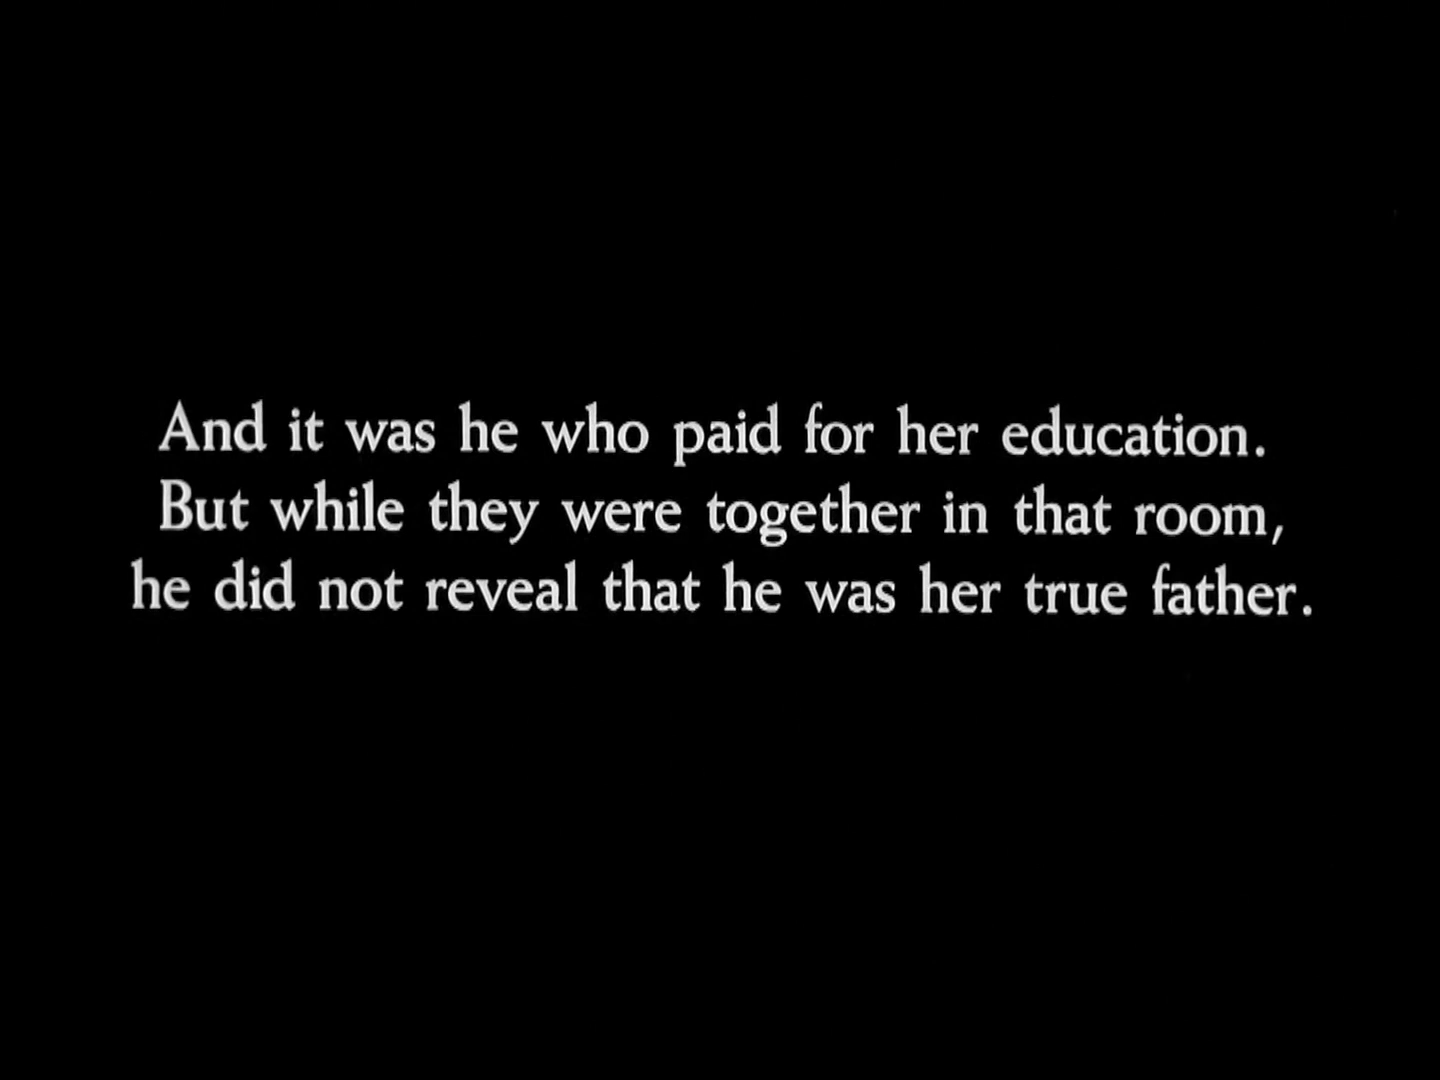 And it was he who paid for her education.
But while they were together in that room,
he did not reveal that he was her true father.